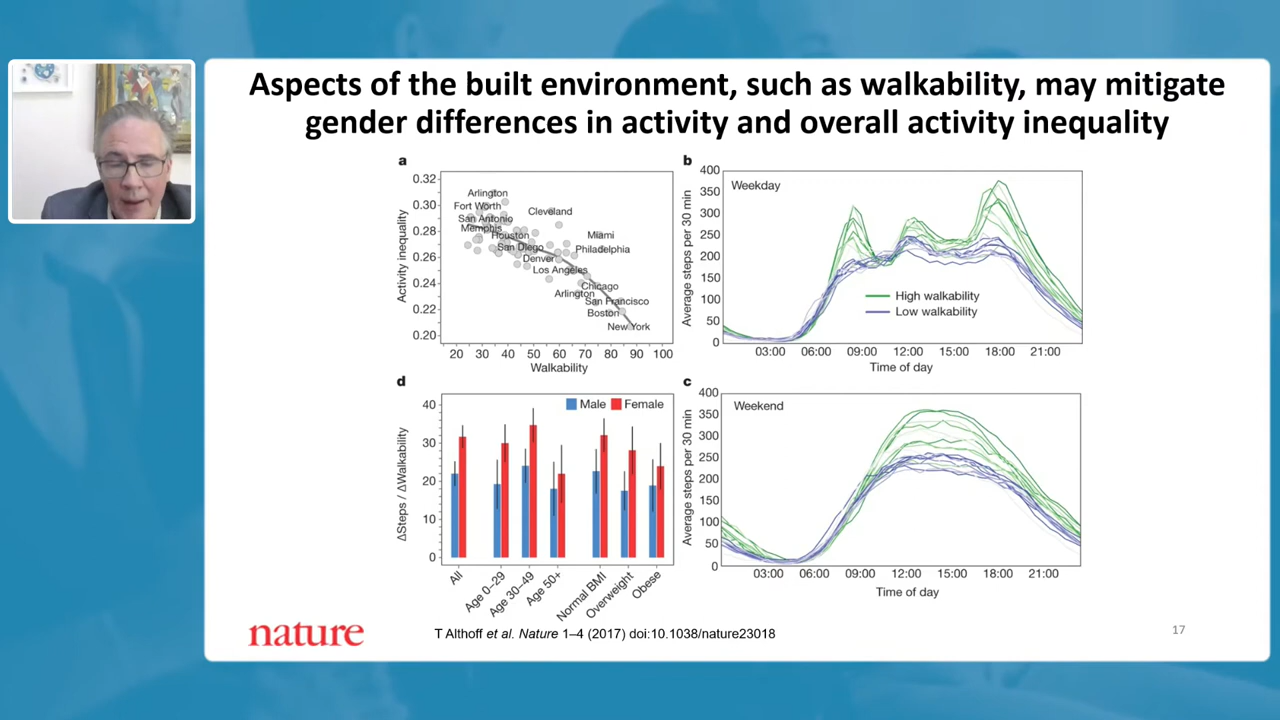 Aspects of the built environment, such as walkability, may mitigate
gender differences in activity and overall activity inequality
a
0.32
0.30
0.28
0.26
0.24
0.22
0.20
Activity inequality
Arlington
Fort Worth
Cleveland
San Antonio
Memphis
Houston
Miami
San Diego
Philadelphia
Denver
Los Angeles
Chicago
Arlington
San Francisco
Boston
New York
20 30 40 50 60 70 80 90 100
Walkability
b
Weekday
400
350
300
250
200
150
100
50
0
Average steps per 30 min
High walkability
Low walkability
03:00 06:00 09:00 12:00 15:00 18:00 21:00
Time of day
d
40
30
20
10
0
ΔSteps / ΔWalkability
Male Female
All
Age 0–29
Age 30–49
Age 50+
Normal BMI
Overweight
Obese
c
Weekend
400
350
300
250
200
150
100
50
0
Average steps per 30 min
03:00 06:00 09:00 12:00 15:00 18:00 21:00
Time of day
nature
T Althoff et al. Nature 1–4 (2017) doi:10.1038/nature23018
17